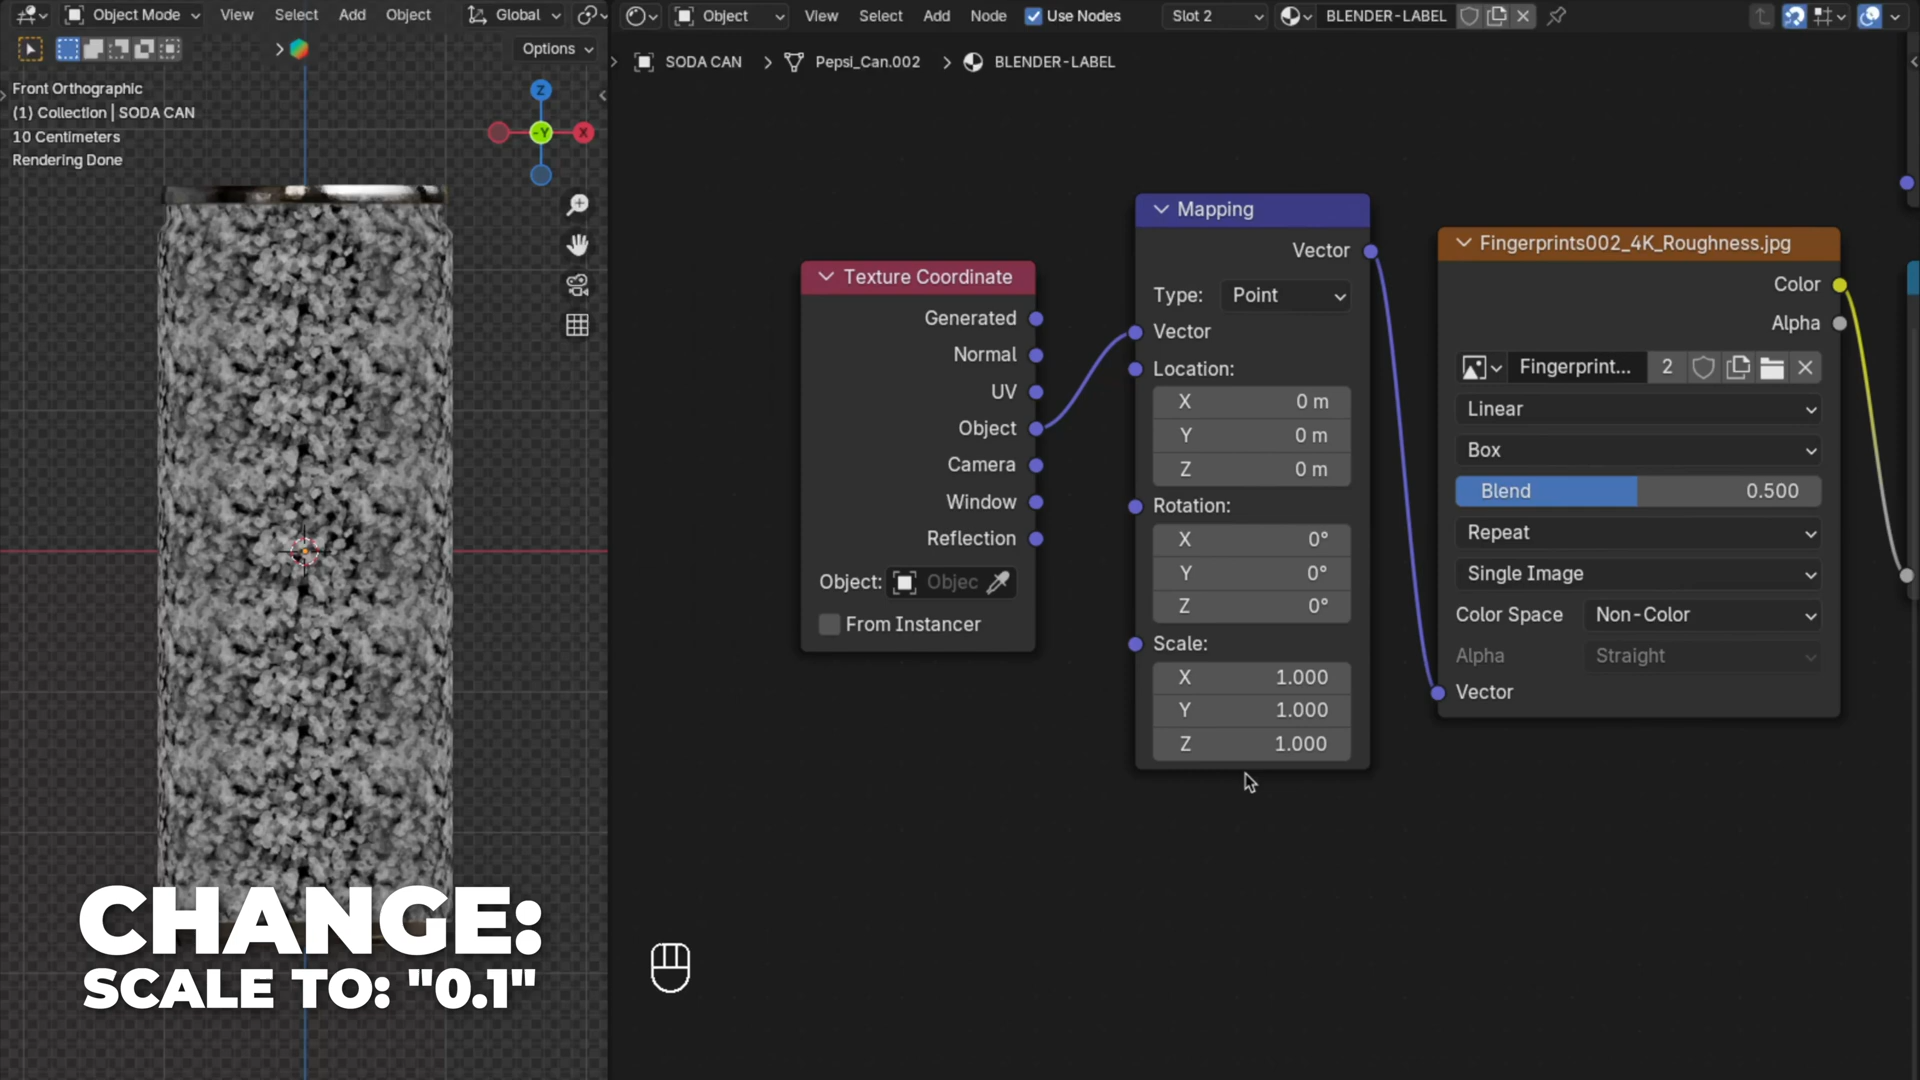 Object Mode View Select Add Object Global
Options
Front Orthographic
(1) Collection | SODA CAN
10 Centimeters
Rendering Done
Z
-Y
X
CHANGE:
SCALE TO: "0.1"
Object View Select Add Node Use Nodes Slot 2 BLENDER-LABEL
SODA CAN Pepsi_Can.002 BLENDER-LABEL
Texture Coordinate
Generated
Normal
UV
Object
Camera
Window
Reflection
Object: Objec
From Instancer
Mapping
Vector
Type: Point
Vector
Location:
X 0 m
Y 0 m
Z 0 m
Rotation:
X 0°
Y 0°
Z 0°
Scale:
X 1.000
Y 1.000
Z 1.000
Fingerprints002_4K_Roughness.jpg
Color
Alpha
Fingerprint... 2
Linear
Box
Blend 0.500
Repeat
Single Image
Color Space Non-Color
Alpha Straight
Vector